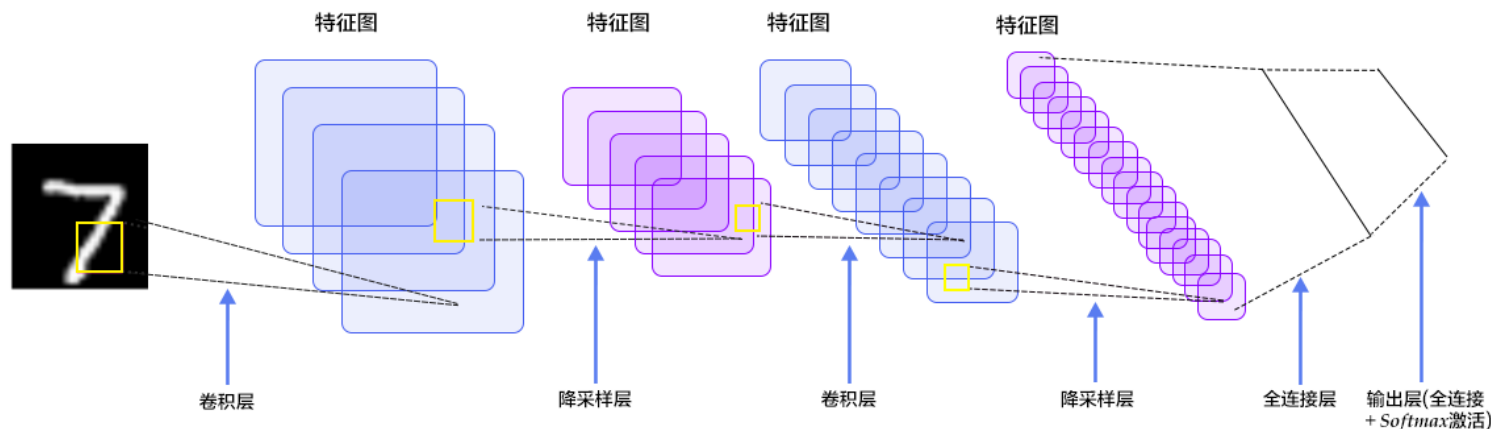 特征图
特征图
特征图
特征图
卷积层
降采样层
卷积层
降采样层
全连接层
输出层(全连接
+ Softmax激活)